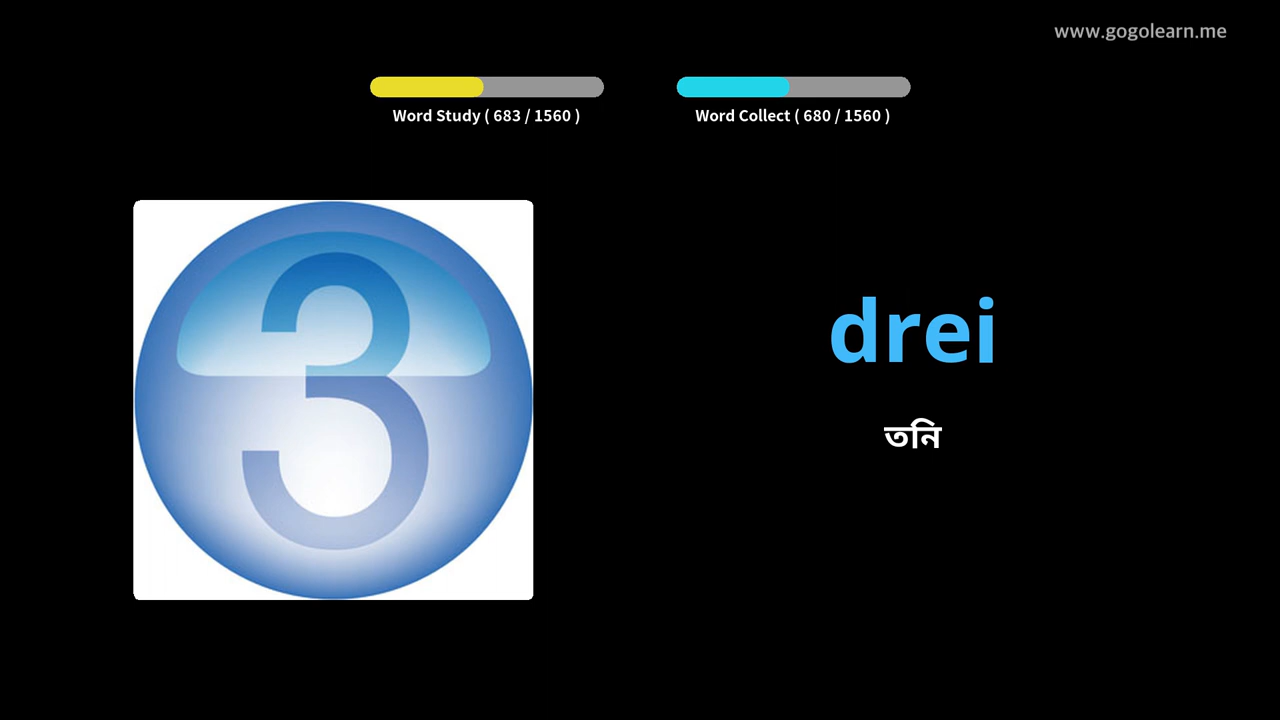 www.gogolearn.me
Word Study ( 683 / 1560 )
Word Collect ( 680 / 1560 )
3
drei
তনি